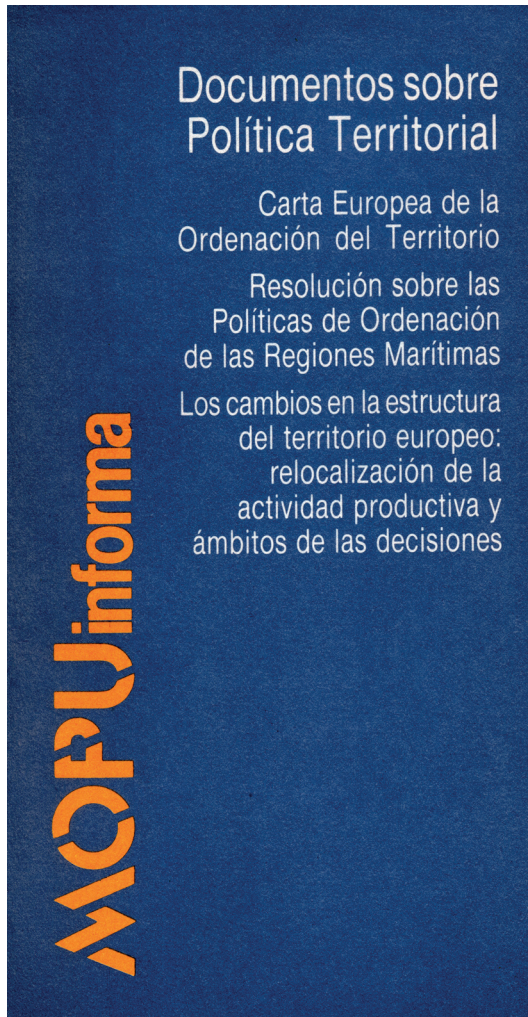 Documentos sobre
Política Territorial
Carta Europea de la
Ordenación del Territorio
Resolución sobre las
Políticas de Ordenación
de las Regiones Marítimas
Los cambios en la estructura
del territorio europeo:
relocalización de la
actividad productiva y
ámbitos de las decisiones
MOPU informa